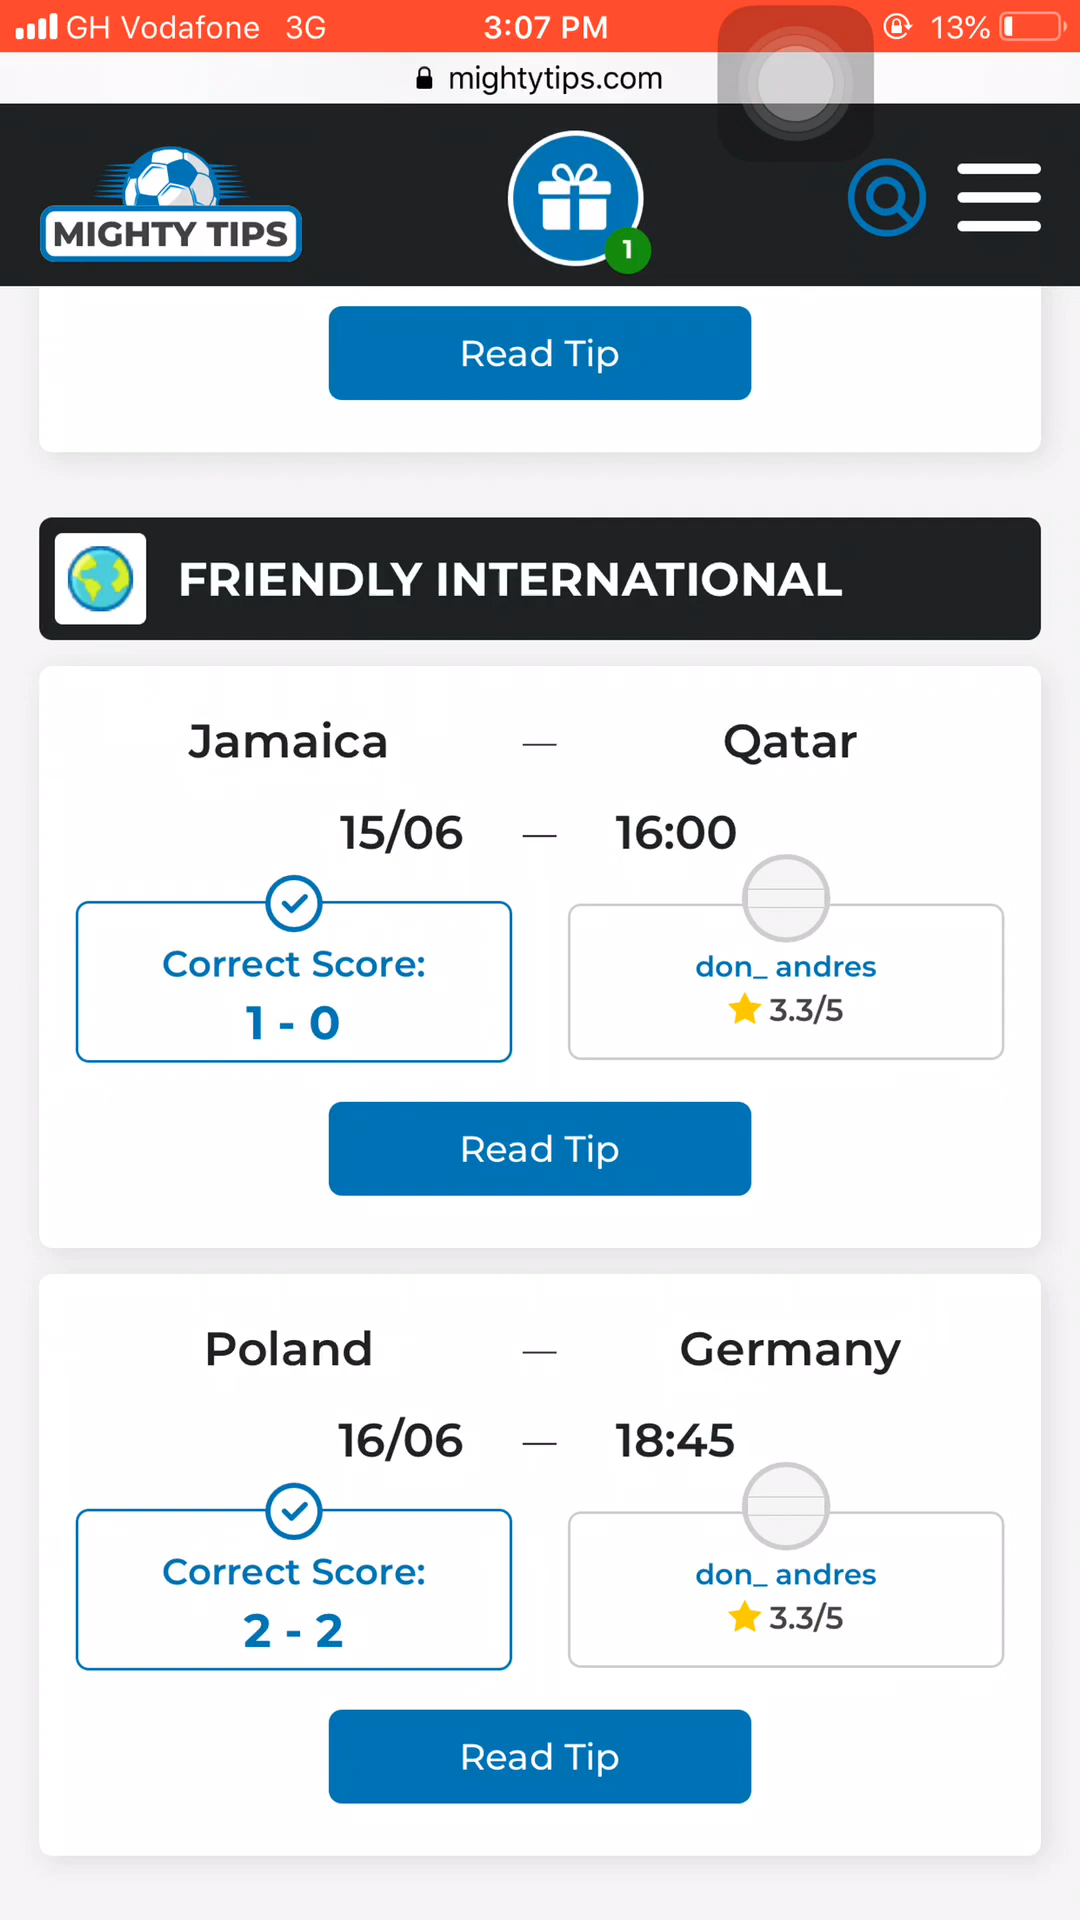 GH Vodafone 3G 3:07 PM 13%
mightytips.com
MIGHTY TIPS
1
Read Tip
FRIENDLY INTERNATIONAL
Jamaica — Qatar
15/06 — 16:00
Correct Score:
1 - 0
don_ andres
3.3/5
Read Tip
Poland — Germany
16/06 — 18:45
Correct Score:
2 - 2
don_ andres
3.3/5
Read Tip